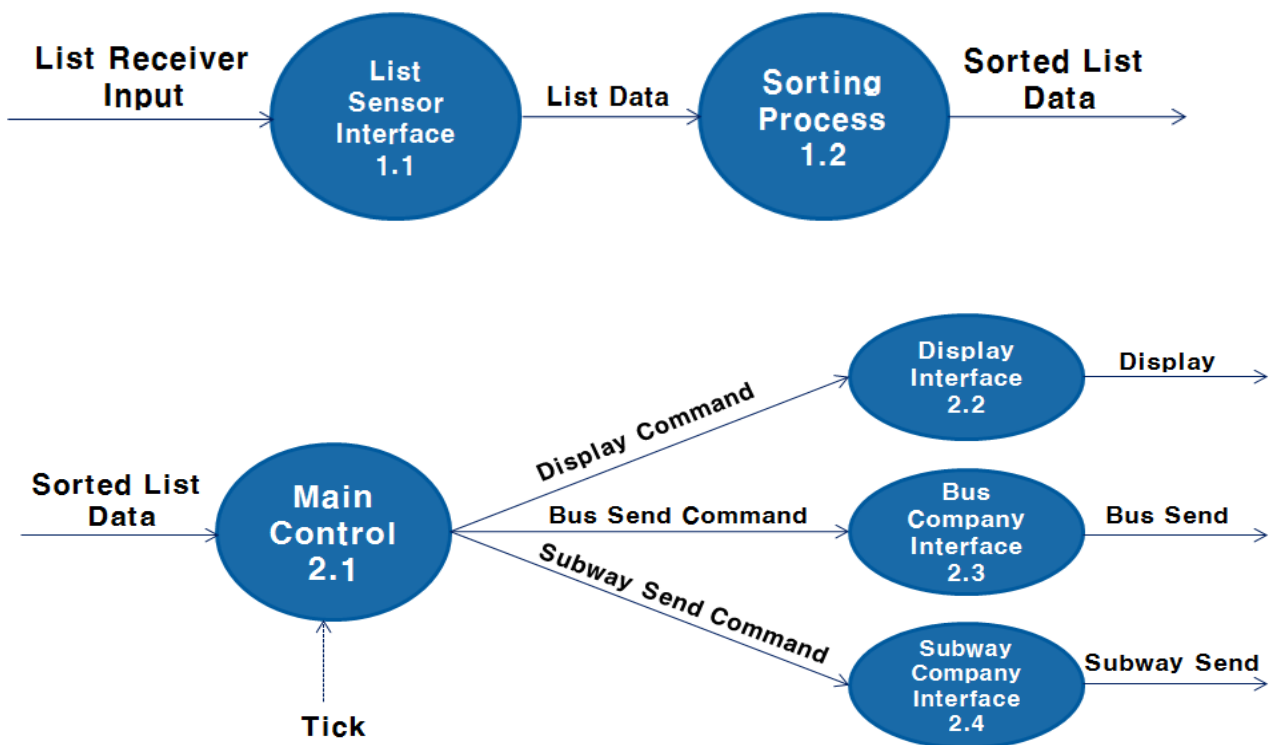 List Receiver
Input
List
Sensor
Interface
1.1
List Data
Sorting
Process
1.2
Sorted List
Data
Sorted List
Data
Main
Control
2.1
Tick
Display Command
Bus Send Command
Subway Send Command
Display
Interface
2.2
Display
Bus
Company
Interface
2.3
Bus Send
Subway
Company
Interface
2.4
Subway Send